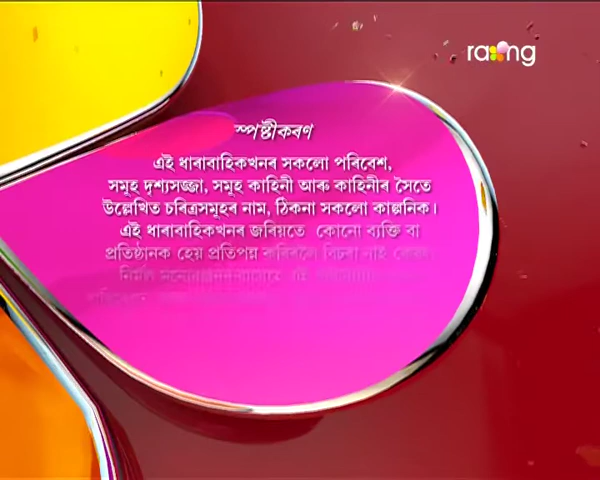 rang
স্পষ্টীকৰণ
এই ধাৰাবাহিকখনৰ সকলো পৰিবেশ,
সমূহ দৃশ্যসজ্জা, সমূহ কাহিনী আৰু কাহিনীৰ সৈতে
উল্লেখিত চৰিত্ৰসমূহৰ নাম, ঠিকনা সকলো কাল্পনিক।
এই ধাৰাবাহিকখনৰ জৰিয়তে কোনো ব্যক্তি বা
প্ৰতিষ্ঠানক হেয় প্ৰতিপন্ন কৰিবলৈ বিচৰা নাই